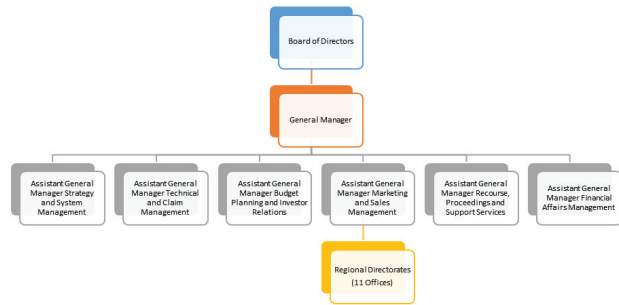 Board of Directors
General Manager
Assistant General
Manager Strategy
and System
Management
Assistant General
Manager Technical
and Claim
Management
Assistant General
Manager Budget
Planning and Investor
Relations
Assistant General
Manager Marketing
and Sales
Management
Assistant General
Manager Recourse,
Proceedings and
Support Services
Assistant General
Manager Financial
Affairs Management
Regional Directorates
(11 Offices)